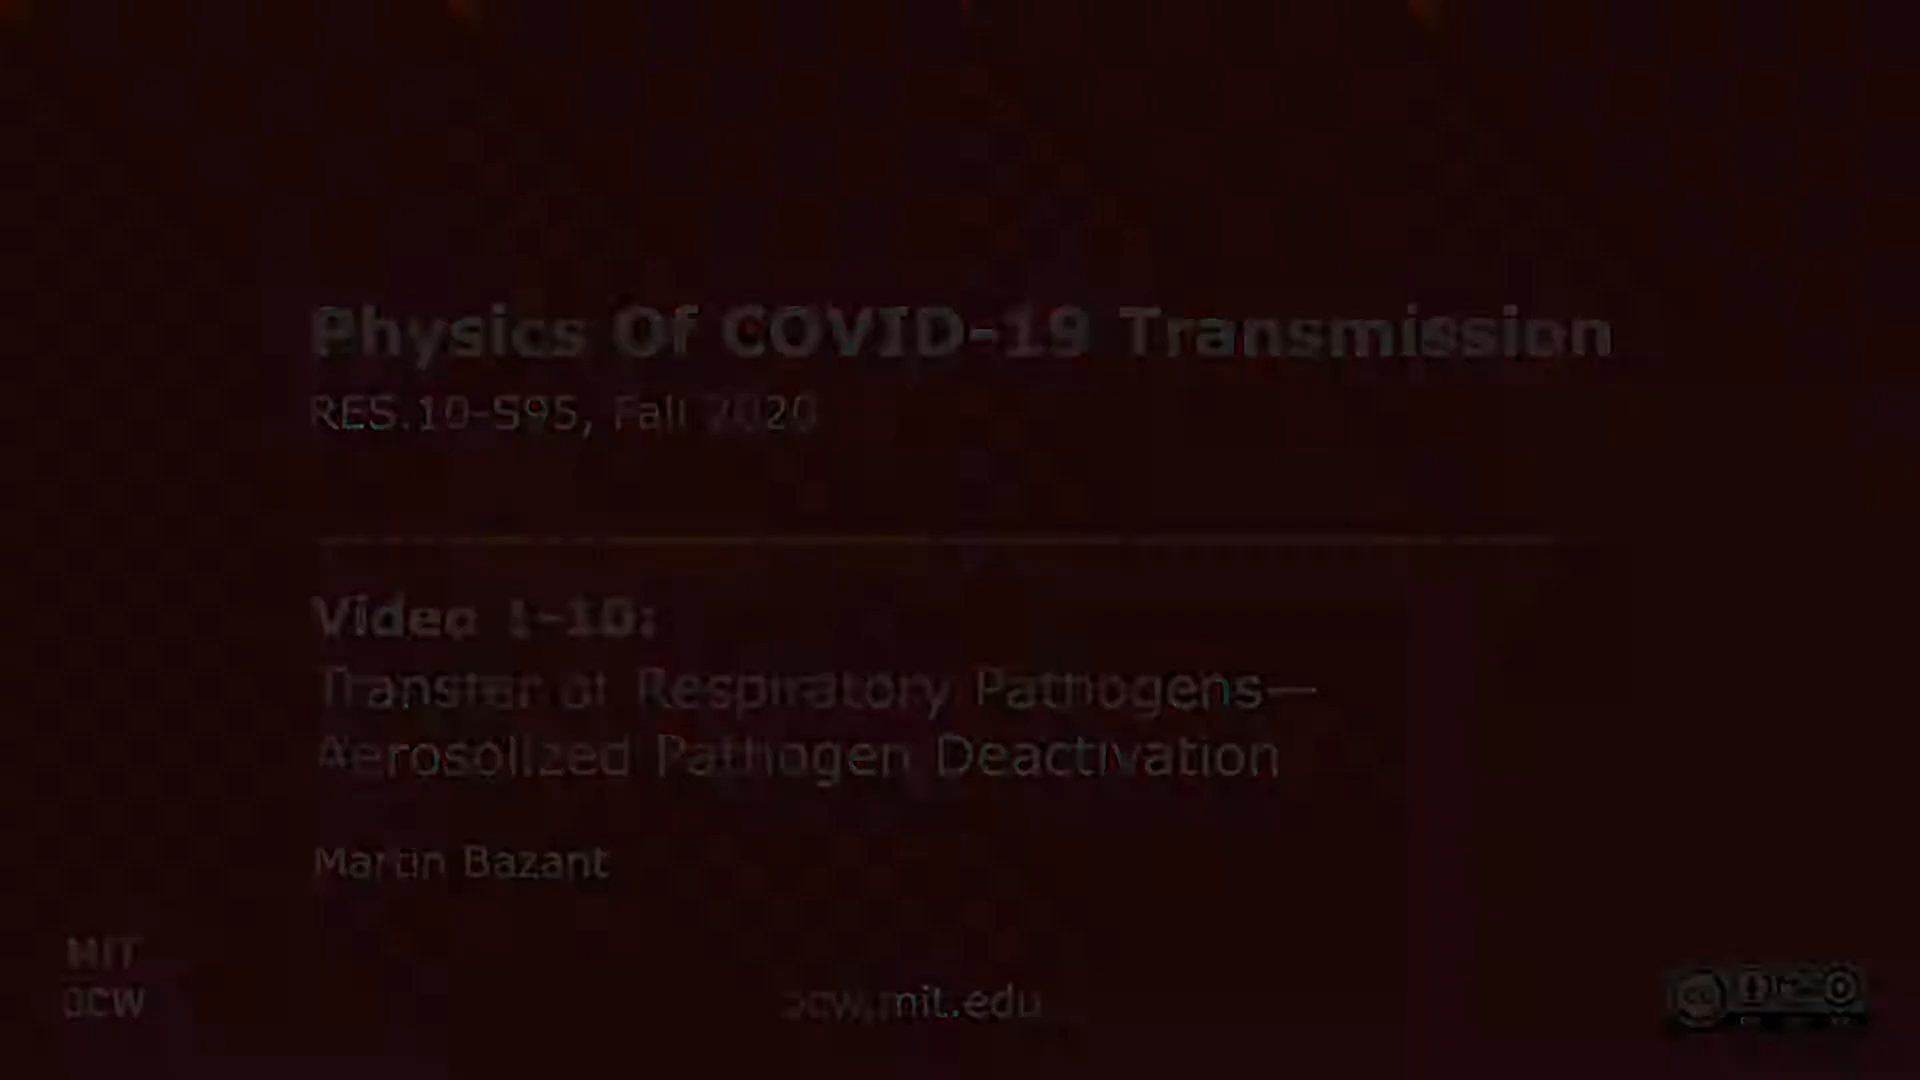 Physics Of COVID-19 Transmission
RES.10-S95, Fall 2020
Video 1-10:
Transfer of Respiratory Pathogens—
Aerosolized Pathogen Deactivation
Martin Bazant
MIT
OCW
ocw.mit.edu
cc